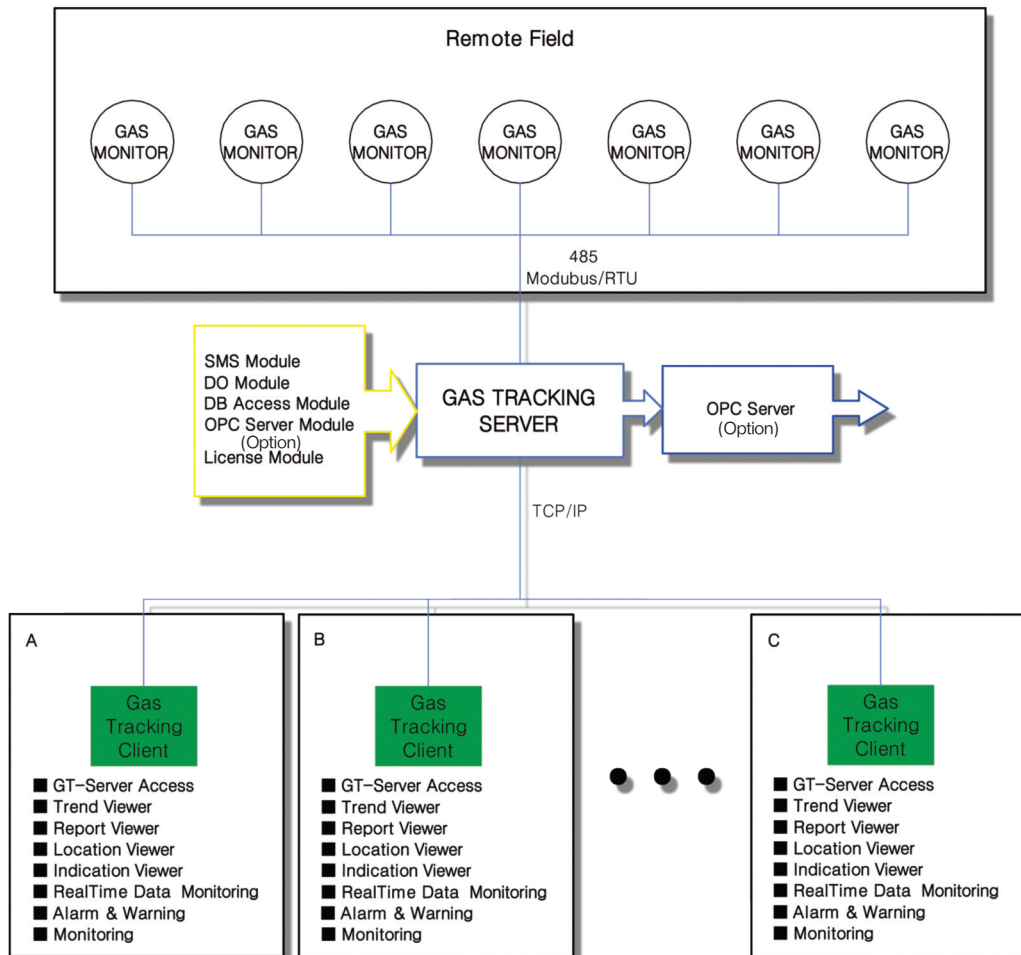 Remote Field
GAS
MONITOR
GAS
MONITOR
GAS
MONITOR
GAS
MONITOR
GAS
MONITOR
GAS
MONITOR
GAS
MONITOR
485
Modubus/RTU
SMS Module
DO Module
DB Access Module
OPC Server Module
(Option)
License Module
GAS TRACKING
SERVER
OPC Server
(Option)
TCP/IP
A
Gas
Tracking
Client
GT-Server Access
Trend Viewer
Report Viewer
Location Viewer
Indication Viewer
RealTime Data Monitoring
Alarm & Warning
Monitoring
B
Gas
Tracking
Client
GT-Server Access
Trend Viewer
Report Viewer
Location Viewer
Indication Viewer
RealTime Data Monitoring
Alarm & Warning
Monitoring
C
Gas
Tracking
Client
GT-Server Access
Trend Viewer
Report Viewer
Location Viewer
Indication Viewer
RealTime Data Monitoring
Alarm & Warning
Monitoring